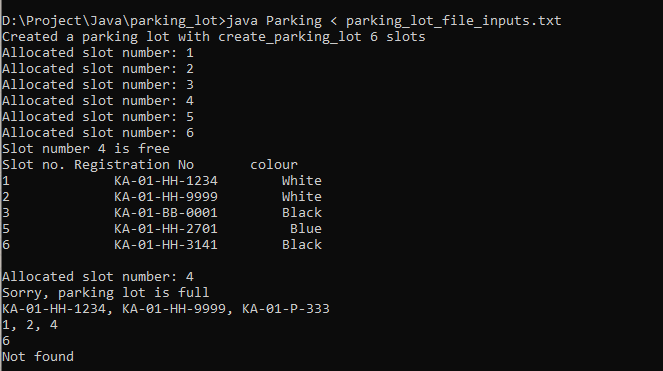 D:\Project\Java\parking_lot>java Parking < parking_lot_file_inputs.txt
Created a parking lot with create_parking_lot 6 slots
Allocated slot number: 1
Allocated slot number: 2
Allocated slot number: 3
Allocated slot number: 4
Allocated slot number: 5
Allocated slot number: 6
Slot number 4 is free
Slot no. Registration No       colour
1             KA-01-HH-1234        White
2             KA-01-HH-9999        White
3             KA-01-BB-0001        Black
5             KA-01-HH-2701         Blue
6             KA-01-HH-3141        Black

Allocated slot number: 4
Sorry, parking lot is full
KA-01-HH-1234, KA-01-HH-9999, KA-01-P-333
1, 2, 4
6
Not found